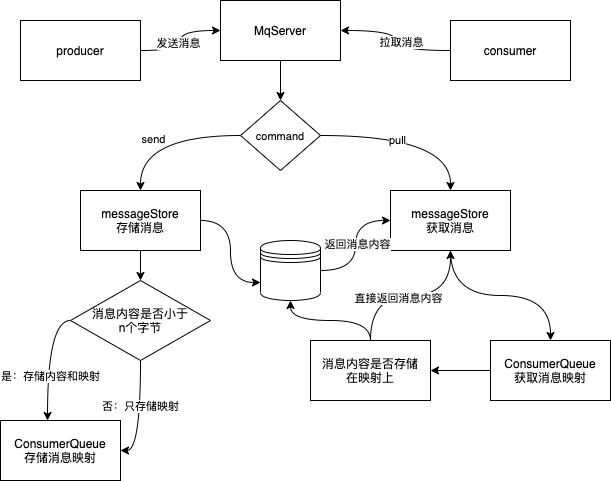 MqServer
producer
发送消息
拉取消息
consumer
command
send
pull
messageStore
存储消息
messageStore
获取消息
返回消息内容
直接返回消息内容
消息内容是否小于
n个字节
消息内容是否存储
在映射上
ConsumerQueue
获取消息映射
是：存储内容和映射
否：只存储映射
ConsumerQueue
存储消息映射